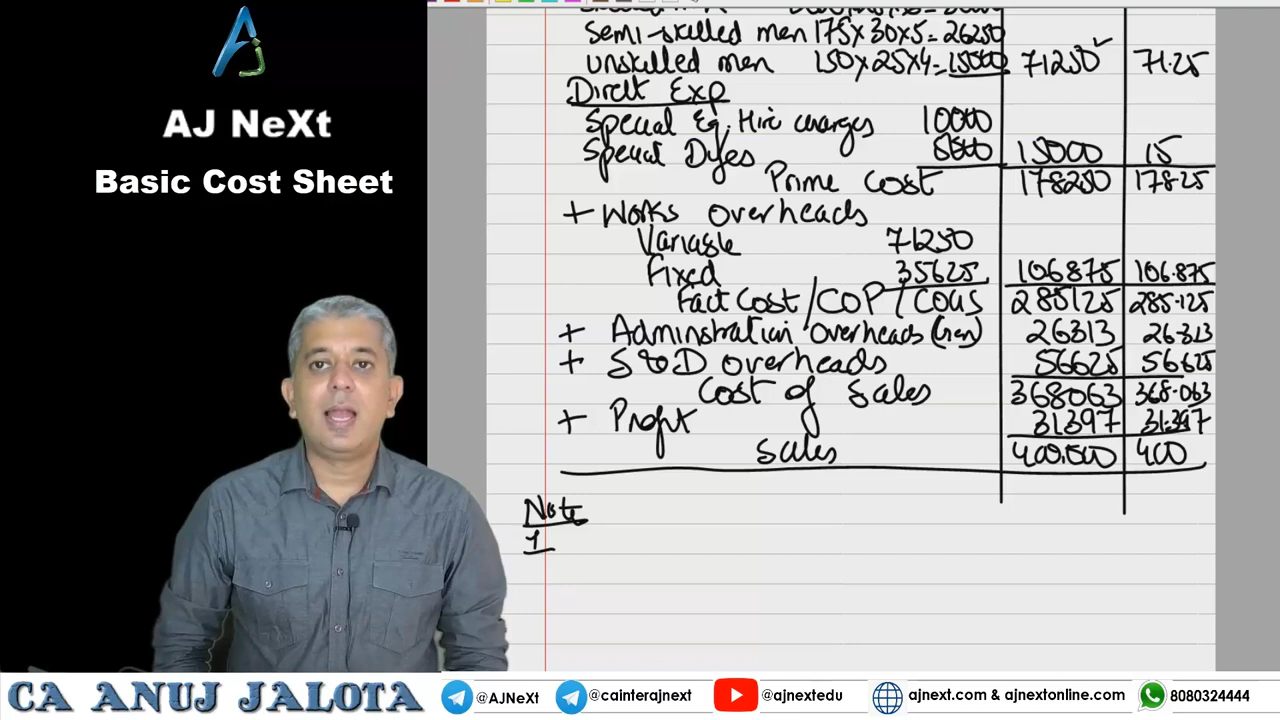 AJ NeXt
Basic Cost Sheet
Semi-skilled men 175x30x5=26250
unskilled men 150x25x4=15000 71250 71.25
Direct Exp
Special Eq. Hire charges 10000
Special Dyes 5000 15000 15
Prime Cost 178250 178.25
+ Works overheads
Variable 71250
Fixed 35625 106875 106.875
Fact Cost/COP/COGS 285125 285.125
+ Adminstration overheads (gen) 26313 26.313
+ S&D overheads 56625 56.625
Cost of Sales 368063 368.063
+ Profit 31397 31.397
Sales 400,000 400
Note
1
CA ANUJ JALOTA @AJNeXt @cainterajnext @ajnextedu ajnext.com & ajnextonline.com 8080324444